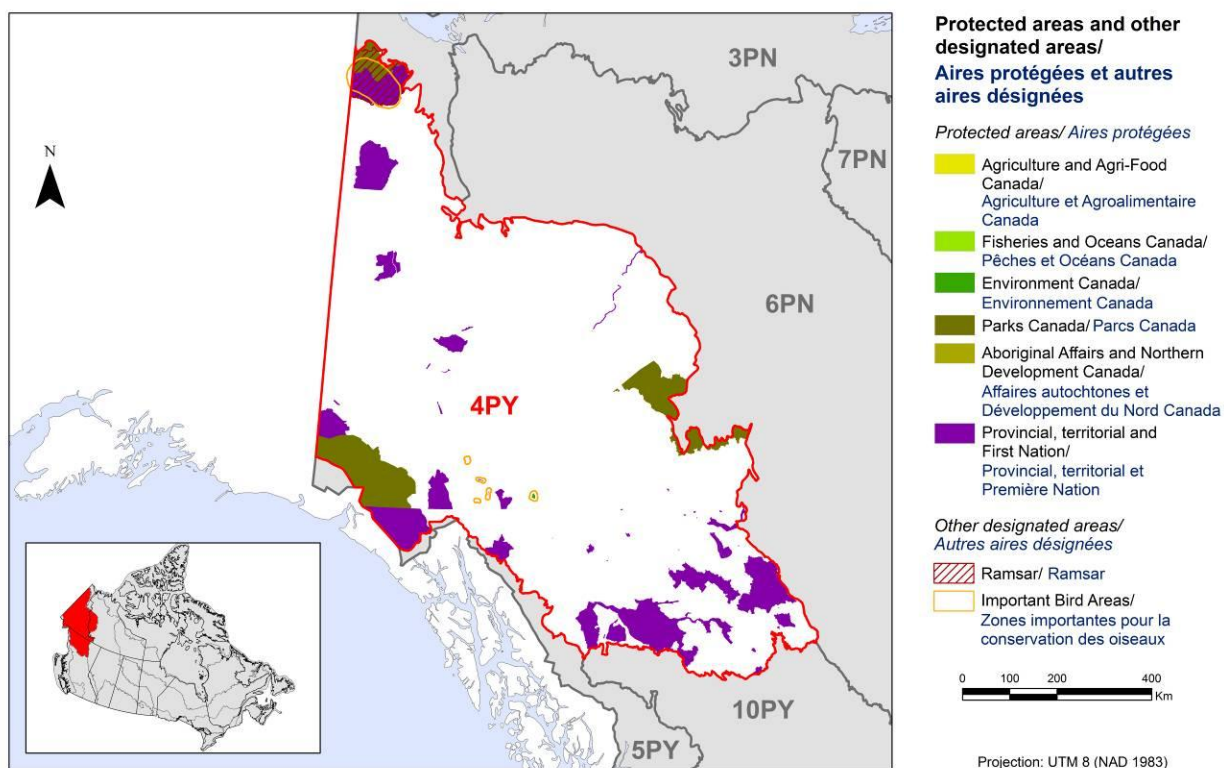 3PN
7PN
6PN
4PY
10PY
5PY
N
Protected areas and other
designated areas/
Aires protégées et autres
aires désignées
Protected areas/ Aires protégées
Agriculture and Agri-Food
Canada/
Agriculture et Agroalimentaire
Canada
Fisheries and Oceans Canada/
Pêches et Océans Canada
Environment Canada/
Environnement Canada
Parks Canada/ Parcs Canada
Aboriginal Affairs and Northern
Development Canada/
Affaires autochtones et
Développement du Nord Canada
Provincial, territorial and
First Nation/
Provincial, territorial et
Première Nation
Other designated areas/
Autres aires désignées
Ramsar/ Ramsar
Important Bird Areas/
Zones importantes pour la
conservation des oiseaux
0 100 200 400
Km
Projection: UTM 8 (NAD 1983)